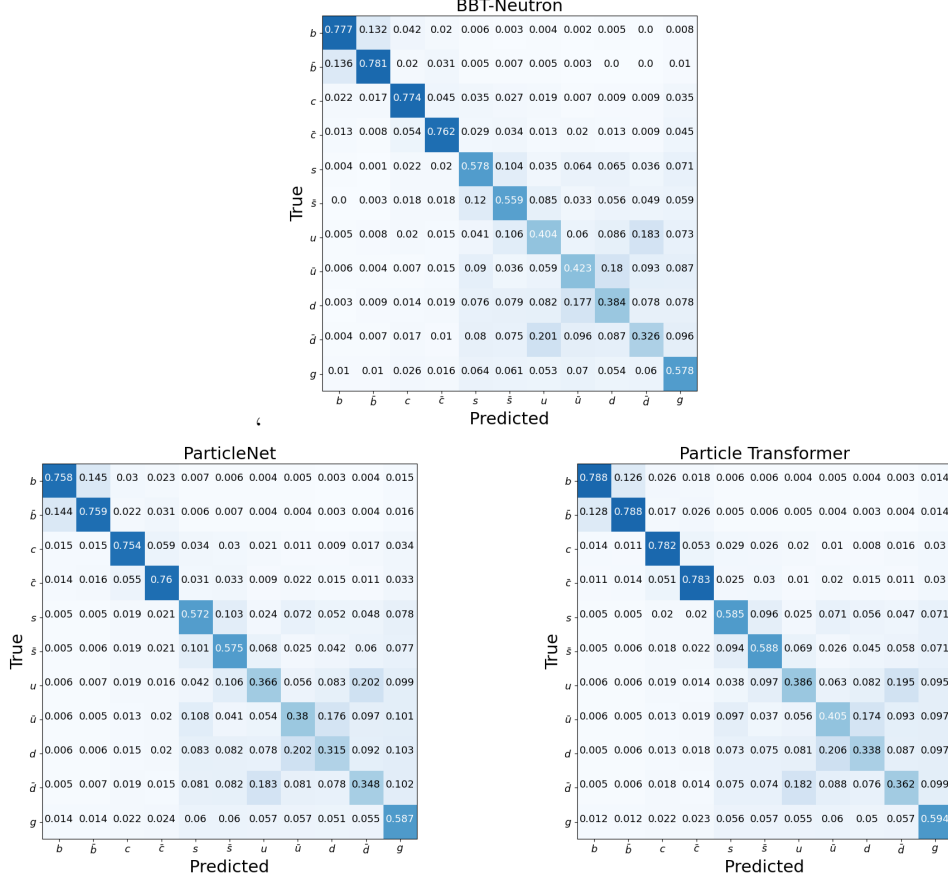 BBT-Neutron
b 0.777 0.132 0.042 0.02 0.006 0.003 0.004 0.002 0.005 0.0 0.008
b̄ 0.136 0.781 0.02 0.031 0.005 0.007 0.005 0.003 0.0 0.0 0.01
c 0.022 0.017 0.774 0.045 0.035 0.027 0.019 0.007 0.009 0.009 0.035
c̄ 0.013 0.008 0.054 0.762 0.029 0.034 0.013 0.02 0.013 0.009 0.045
s 0.004 0.001 0.022 0.02 0.578 0.104 0.035 0.064 0.065 0.036 0.071
s̄ 0.0 0.003 0.018 0.018 0.12 0.559 0.085 0.033 0.056 0.049 0.059
u 0.005 0.008 0.02 0.015 0.041 0.106 0.404 0.06 0.086 0.183 0.073
ū 0.006 0.004 0.007 0.015 0.09 0.036 0.059 0.423 0.18 0.093 0.087
d 0.003 0.009 0.014 0.019 0.076 0.079 0.082 0.177 0.384 0.078 0.078
d̄ 0.004 0.007 0.017 0.01 0.08 0.075 0.201 0.096 0.087 0.326 0.096
g 0.01 0.01 0.026 0.016 0.064 0.061 0.053 0.07 0.054 0.06 0.578
b b̄ c c̄ s s̄ u ū d d̄ g
True
Predicted
‘
ParticleNet
b 0.758 0.145 0.03 0.023 0.007 0.006 0.004 0.005 0.003 0.004 0.015
b̄ 0.144 0.759 0.022 0.031 0.006 0.007 0.004 0.004 0.003 0.004 0.016
c 0.015 0.015 0.754 0.059 0.034 0.03 0.021 0.011 0.009 0.017 0.034
c̄ 0.014 0.016 0.055 0.76 0.031 0.033 0.009 0.022 0.015 0.011 0.033
s 0.005 0.005 0.019 0.021 0.572 0.103 0.024 0.072 0.052 0.048 0.078
s̄ 0.005 0.006 0.019 0.021 0.101 0.575 0.068 0.025 0.042 0.06 0.077
u 0.006 0.007 0.019 0.016 0.042 0.106 0.366 0.056 0.083 0.202 0.099
ū 0.006 0.005 0.013 0.02 0.108 0.041 0.054 0.38 0.176 0.097 0.101
d 0.006 0.006 0.015 0.02 0.083 0.082 0.078 0.202 0.315 0.092 0.103
d̄ 0.005 0.007 0.019 0.015 0.081 0.082 0.183 0.081 0.078 0.348 0.102
g 0.014 0.014 0.022 0.024 0.06 0.06 0.057 0.057 0.051 0.055 0.587
b b̄ c c̄ s s̄ u ū d d̄ g
True
Predicted
Particle Transformer
b 0.788 0.126 0.026 0.018 0.006 0.006 0.004 0.005 0.004 0.003 0.014
b̄ 0.128 0.788 0.017 0.026 0.005 0.006 0.005 0.004 0.003 0.004 0.014
c 0.014 0.011 0.782 0.053 0.029 0.026 0.02 0.01 0.008 0.016 0.03
c̄ 0.011 0.014 0.051 0.783 0.025 0.03 0.01 0.02 0.015 0.011 0.03
s 0.005 0.005 0.02 0.02 0.585 0.096 0.025 0.071 0.056 0.047 0.071
s̄ 0.005 0.005 0.018 0.02 0.094 0.588 0.069 0.026 0.045 0.058 0.071
u 0.006 0.006 0.019 0.014 0.038 0.097 0.386 0.063 0.082 0.195 0.095
ū 0.006 0.005 0.013 0.019 0.097 0.037 0.056 0.405 0.174 0.093 0.097
d 0.006 0.006 0.013 0.018 0.073 0.075 0.081 0.206 0.338 0.087 0.097
d̄ 0.005 0.006 0.018 0.014 0.075 0.074 0.182 0.088 0.076 0.362 0.099
g 0.012 0.012 0.022 0.023 0.056 0.057 0.055 0.06 0.05 0.057 0.594
b b̄ c c̄ s s̄ u ū d d̄ g
True
Predicted